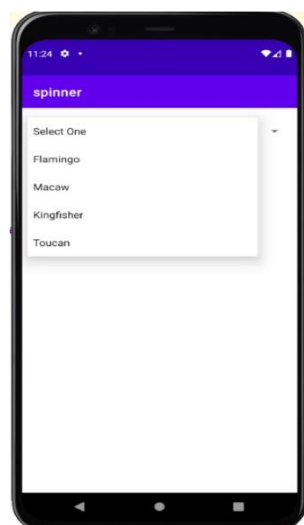 11:24
spinner
Select One
Flamingo
Macaw
Kingfisher
Toucan